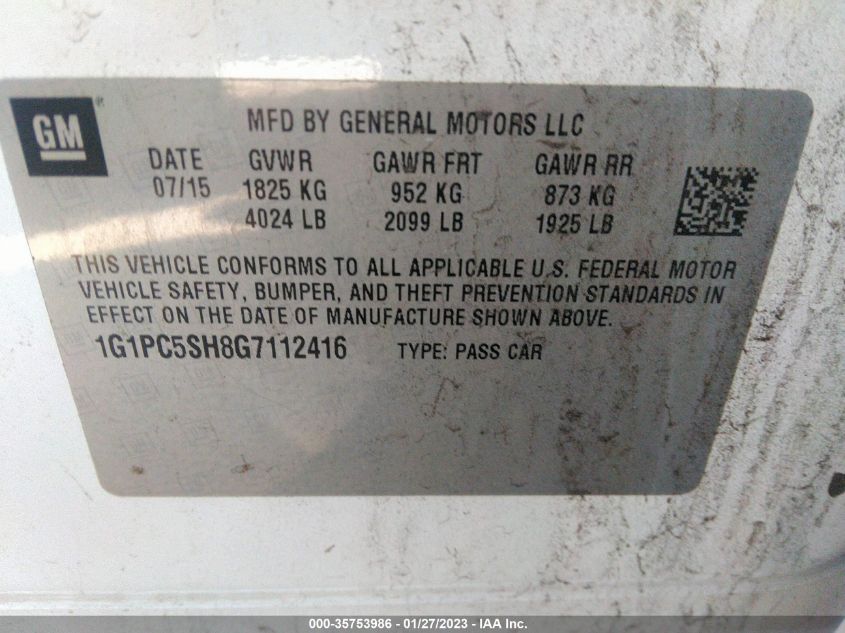 GM®
MFD BY GENERAL MOTORS LLC
DATE GVWR GAWR FRT GAWR RR
07/15 1825 KG 952 KG 873 KG
4024 LB 2099 LB 1925 LB
THIS VEHICLE CONFORMS TO ALL APPLICABLE U.S. FEDERAL MOTOR
VEHICLE SAFETY, BUMPER, AND THEFT PREVENTION STANDARDS IN
EFFECT ON THE DATE OF MANUFACTURE SHOWN ABOVE.
1G1PC5SH8G7112416 TYPE: PASS CAR
000-35753986 - 01/27/2023 - IAA Inc.